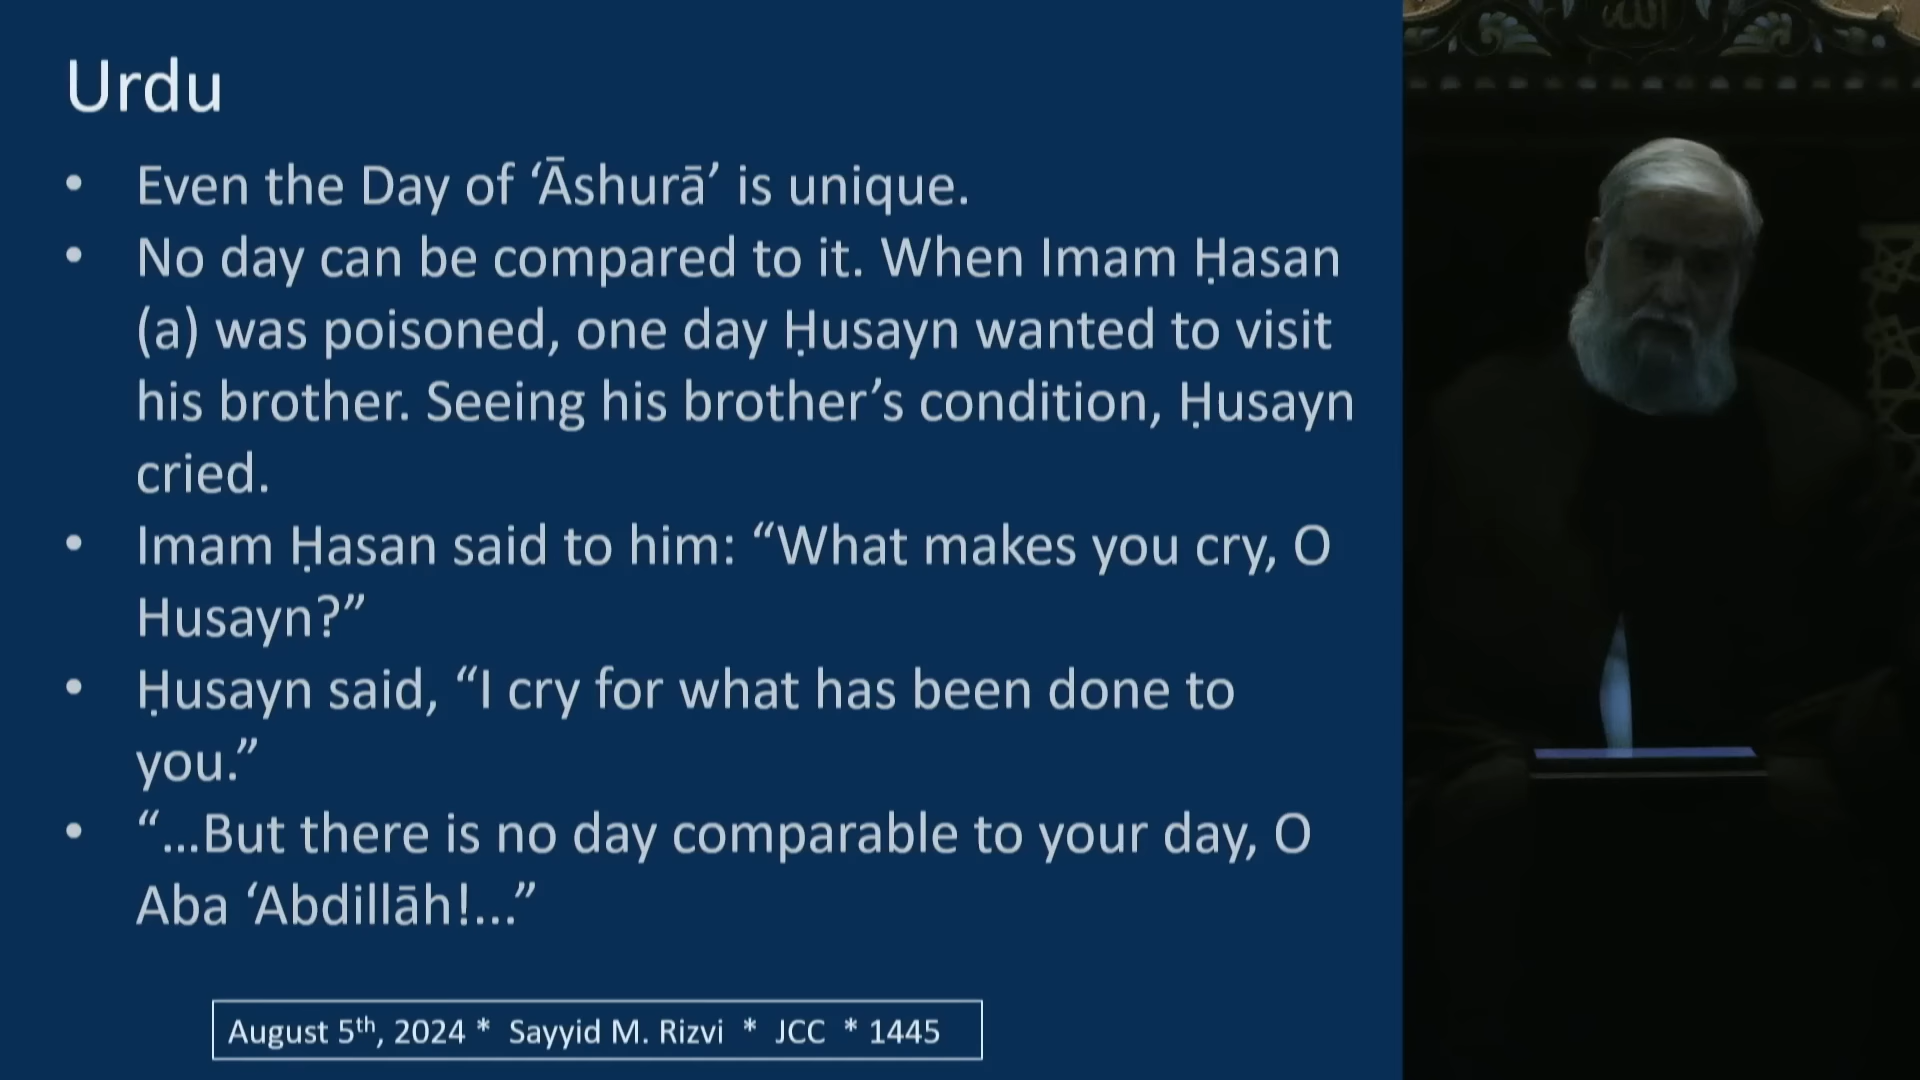 الله
Urdu
• Even the Day of ‘Āshurā’ is unique.
• No day can be compared to it. When Imam Ḥasan
(a) was poisoned, one day Ḥusayn wanted to visit
his brother. Seeing his brother’s condition, Ḥusayn
cried.
• Imam Ḥasan said to him: “What makes you cry, O
Husayn?”
• Ḥusayn said, “I cry for what has been done to
you.”
• “…But there is no day comparable to your day, O
Aba ‘Abdillāh!...”
August 5th, 2024 * Sayyid M. Rizvi * JCC * 1445